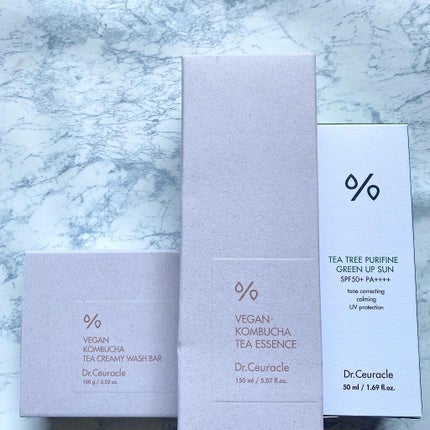 VEGAN
KOMBUCHA
TEA CREAMY WASH BAR
Dr.Ceuracle
100 g / 3.52 oz.
VEGAN·
KOMBUCHA
TEA ESSENCE
Dr.Ceuracle
150 ml / 5.07 fl.oz.
TEA TREE PURIFINE
GREEN UP SUN
SPF50+ PA++++
tone correcting
calming
UV protection
Dr.Ceuracle
50 ml / 1.69 fl.oz.